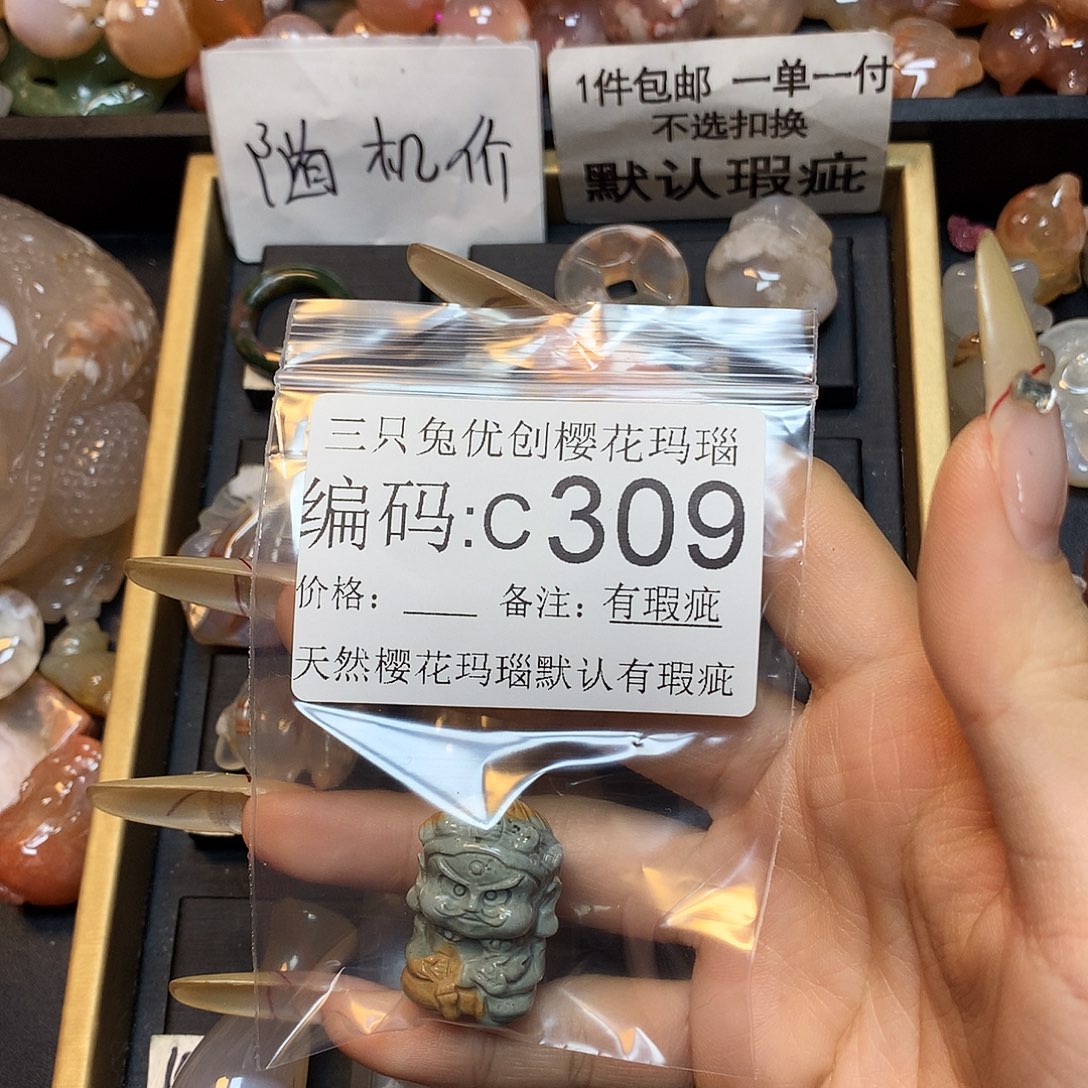 随机价
1件包邮 一单一付
不选扣换
默认瑕疵
三只兔优创樱花玛瑙
编码:c309
价格：___ 备注：有瑕疵
天然樱花玛瑙默认有瑕疵